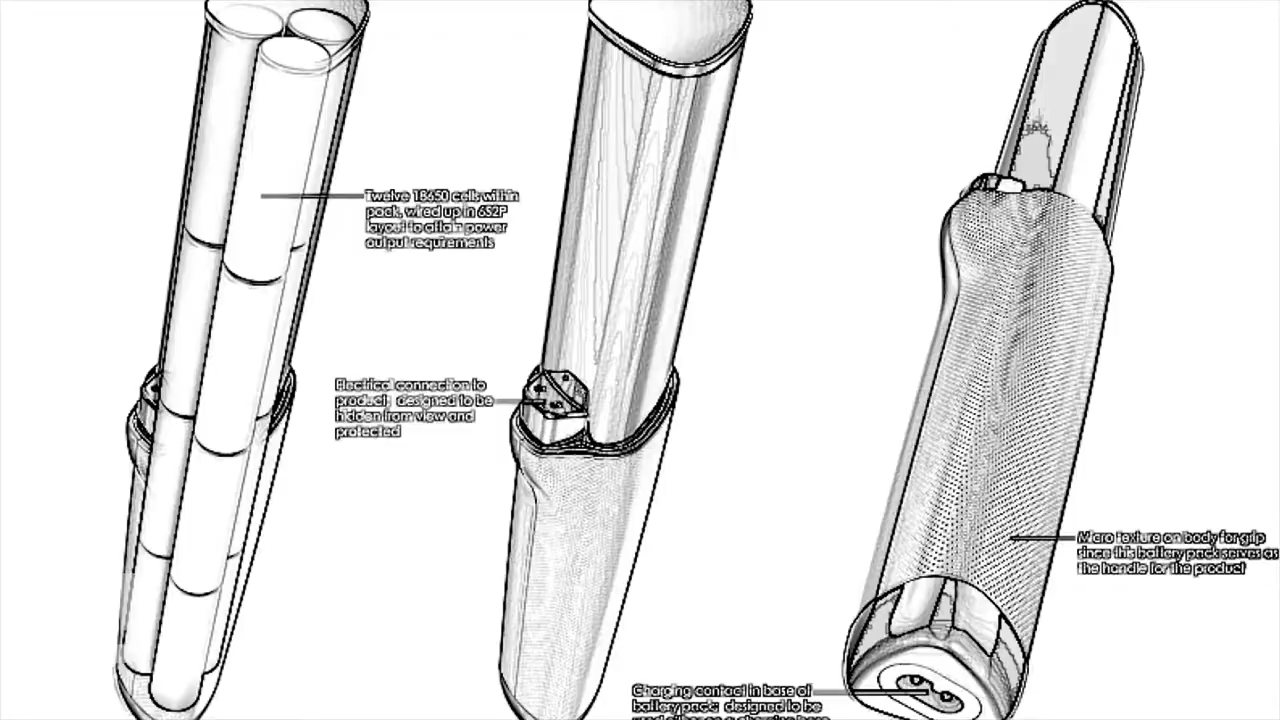 Twelve 18650 cells within
pack, wired up in 6S2P
layout to attain power
output requirements
Electrical connection to
product; designed to be
hidden from view and
protected
Micro texture on body for grip
since this battery pack serves as
the handle for the product
Charging contact in base of
battery pack; designed to be